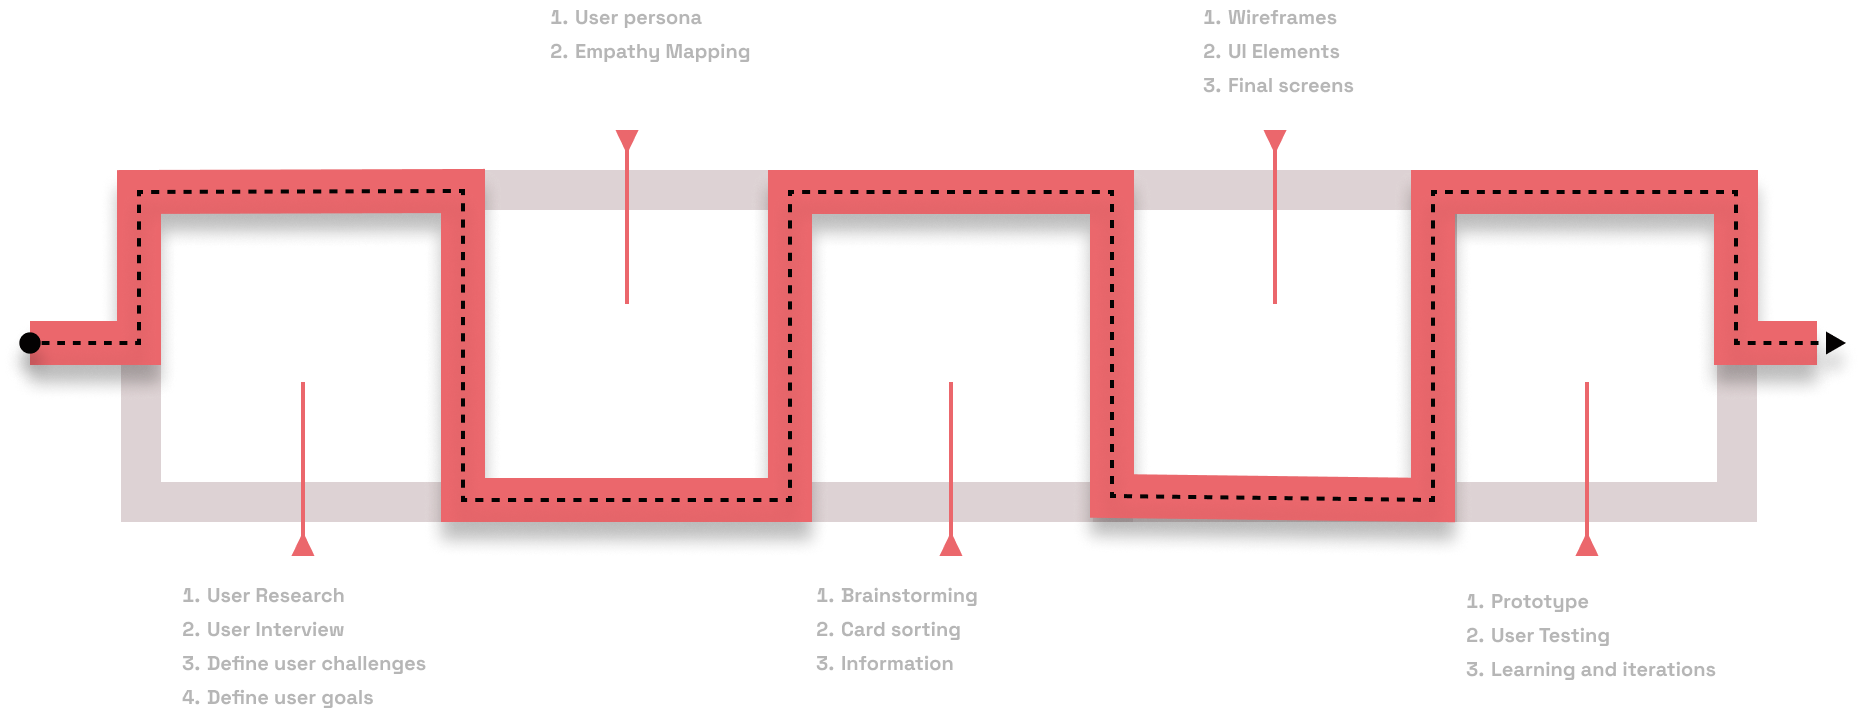 1. User persona
2. Empathy Mapping
1. Wireframes
2. UI Elements
3. Final screens
1. User Research
2. User Interview
3. Define user challenges
4. Define user goals
1. Brainstorming
2. Card sorting
3. Information
1. Prototype
2. User Testing
3. Learning and iterations